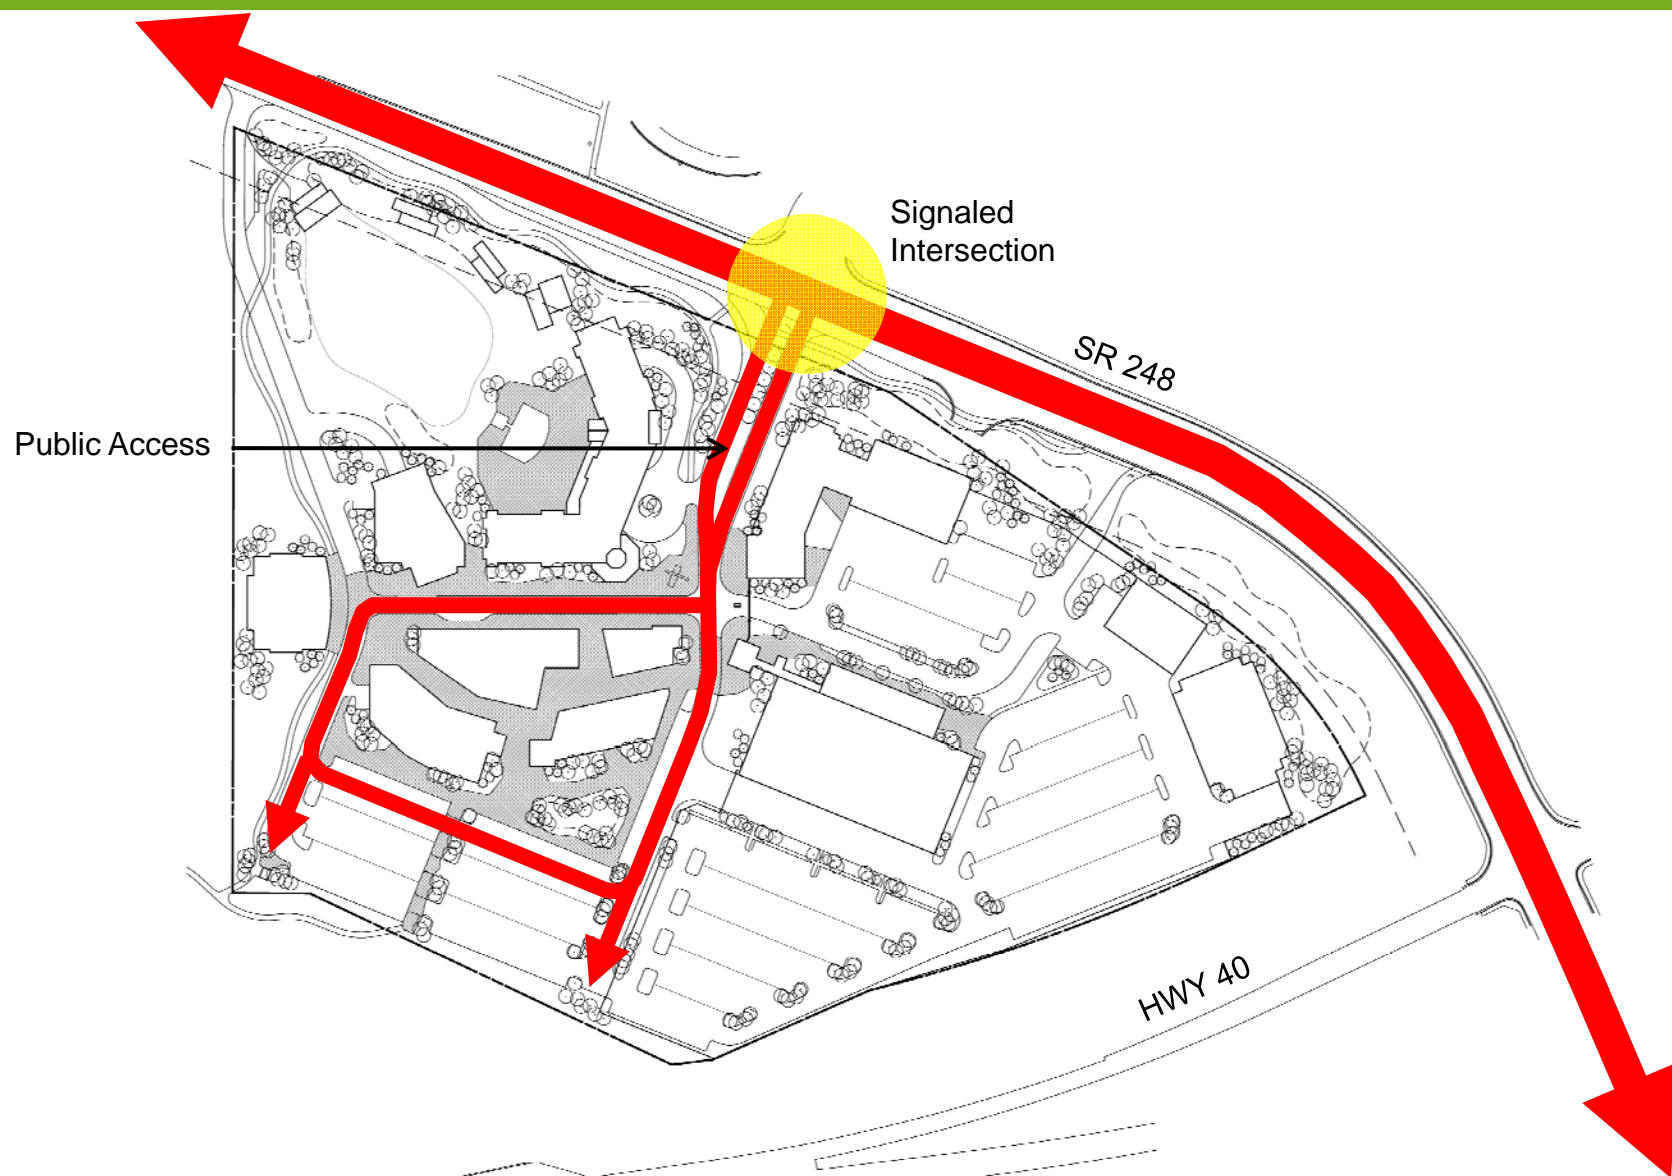 Signaled
Intersection
SR 248
Public Access
HWY 40